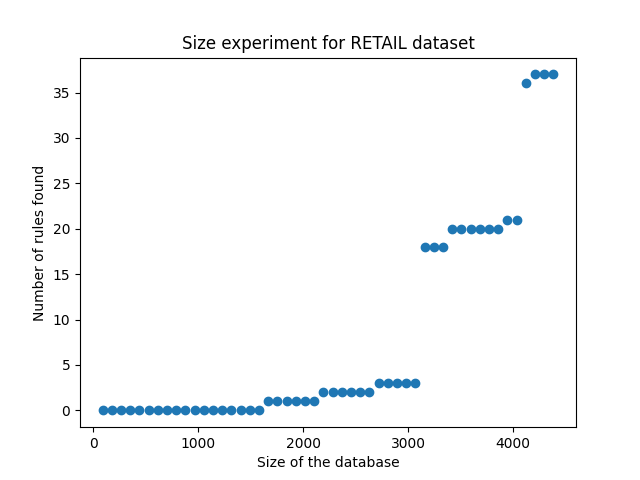 Size experiment for RETAIL dataset
35
30
25
20
15
10
5
0
Number of rules found
0 1000 2000 3000 4000
Size of the database